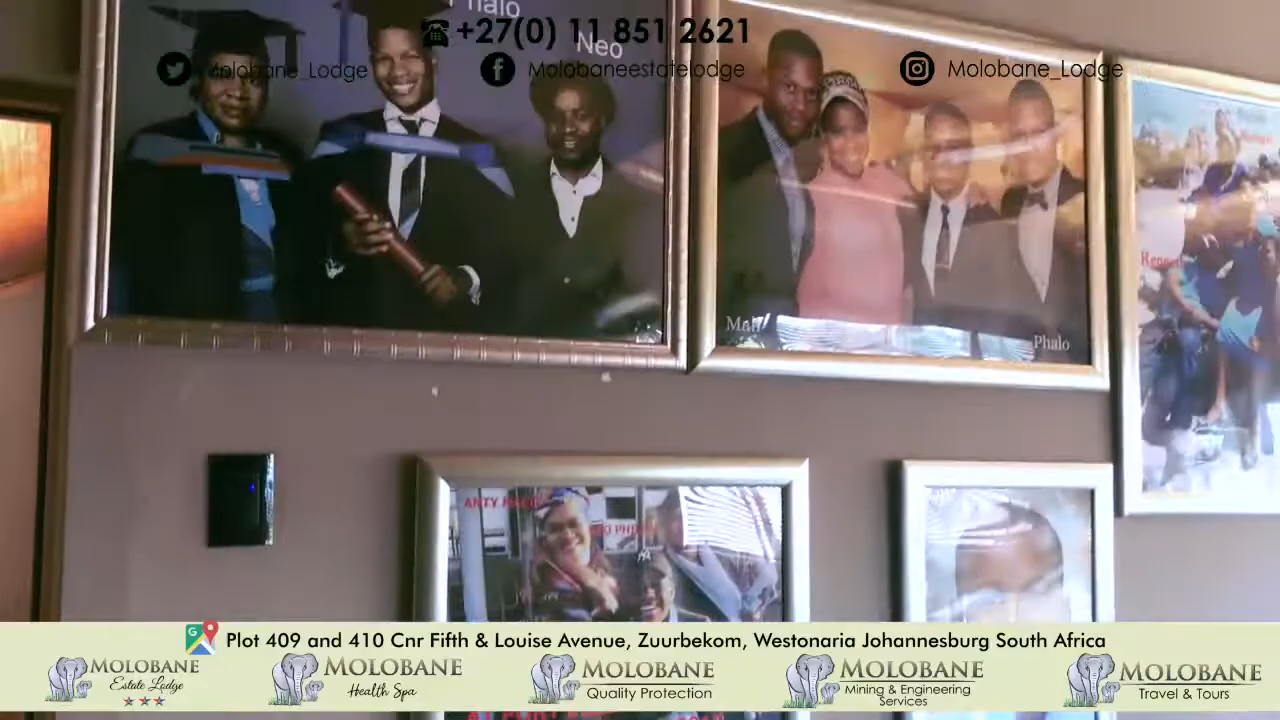 Phalo
+27(0) 11 851 2621
Neo
Molobane_Lodge
Molobaneestatelodge
Molobane_Lodge
Phalo
ANTY
Plot 409 and 410 Cnr Fifth & Louise Avenue, Zuurbekom, Westonaria Johannesburg South Africa
MOLOBANE
Estate Lodge
MOLOBANE
Health Spa
MOLOBANE
Quality Protection
MOLOBANE
Mining & Engineering
Services
MOLOBANE
Travel & Tours